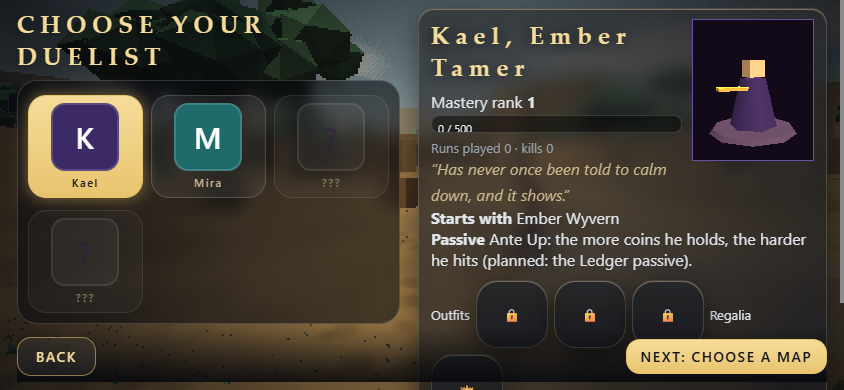 CHOOSE YOUR
DUELIST
K
Kael
M
Mira
?
???
?
???
BACK
Kael, Ember
Tamer
Mastery rank 1
0 / 500
Runs played 0 · kills 0
“Has never once been told to calm
down, and it shows.”
Starts with Ember Wyvern
Passive Ante Up: the more coins he holds, the harder
he hits (planned: the Ledger passive).
Outfits
Regalia
NEXT: CHOOSE A MAP